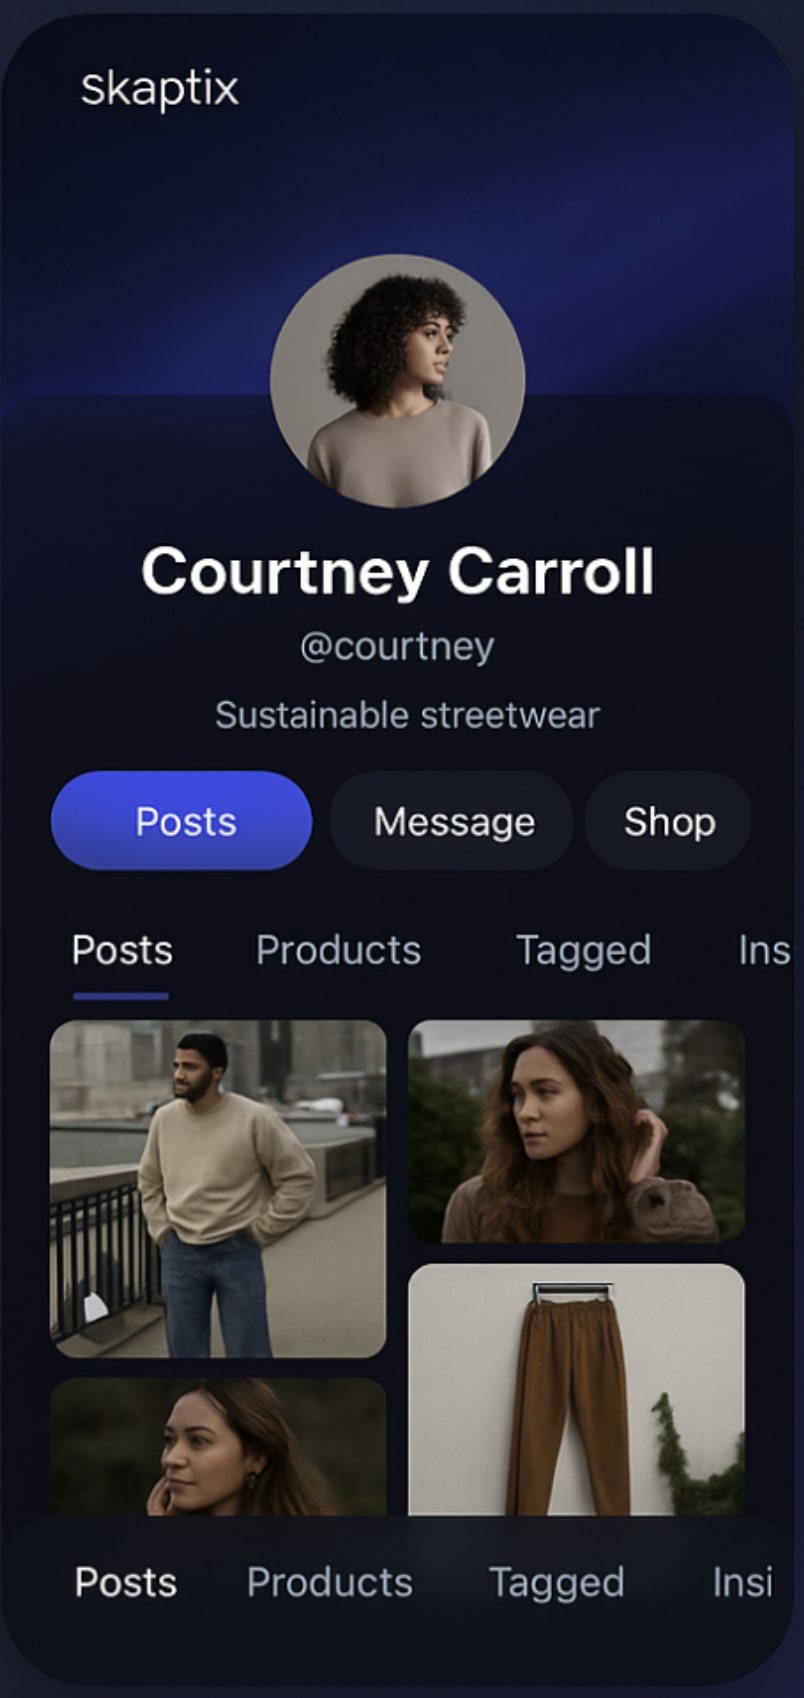 Skaptix
Courtney Carroll
@courtney
Sustainable streetwear
Posts Message Shop
Posts Products Tagged Ins
Posts Products Tagged Insi